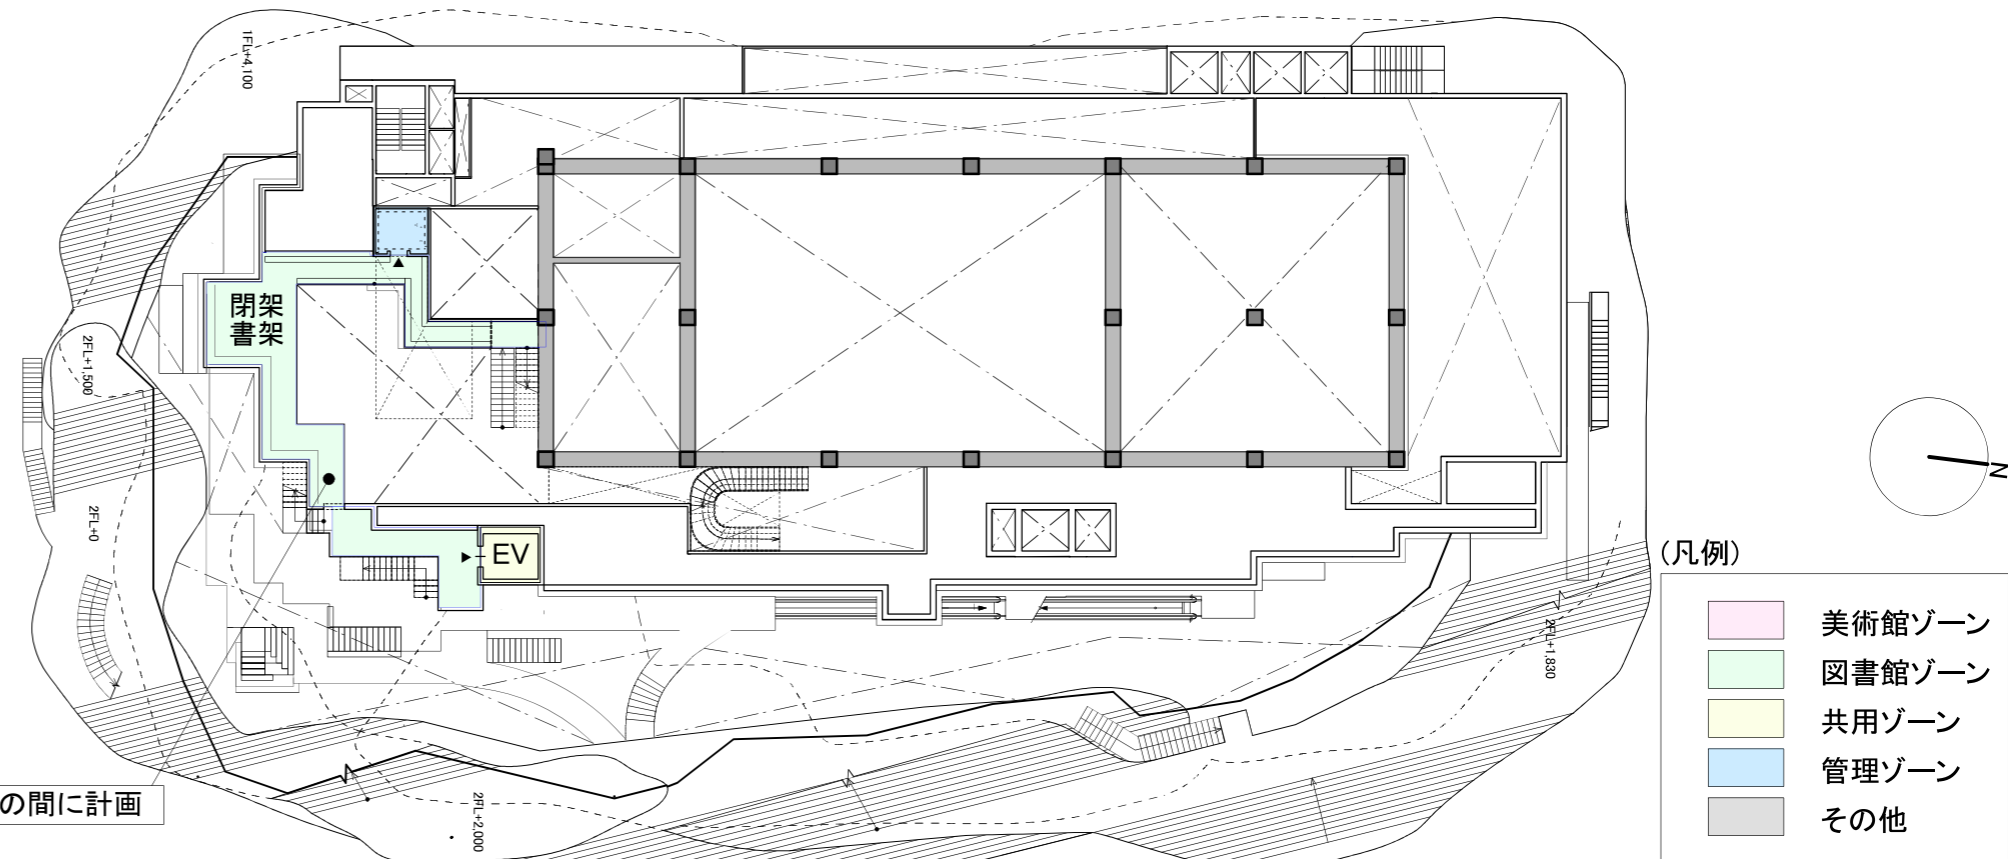 1FL+4,100
閉架
書架
2FL+1,500
2FL+0
EV
N
(凡例)
美術館ゾーン
図書館ゾーン
共用ゾーン
管理ゾーン
その他
2FL+1,830
の間に計画
2FL+2,000